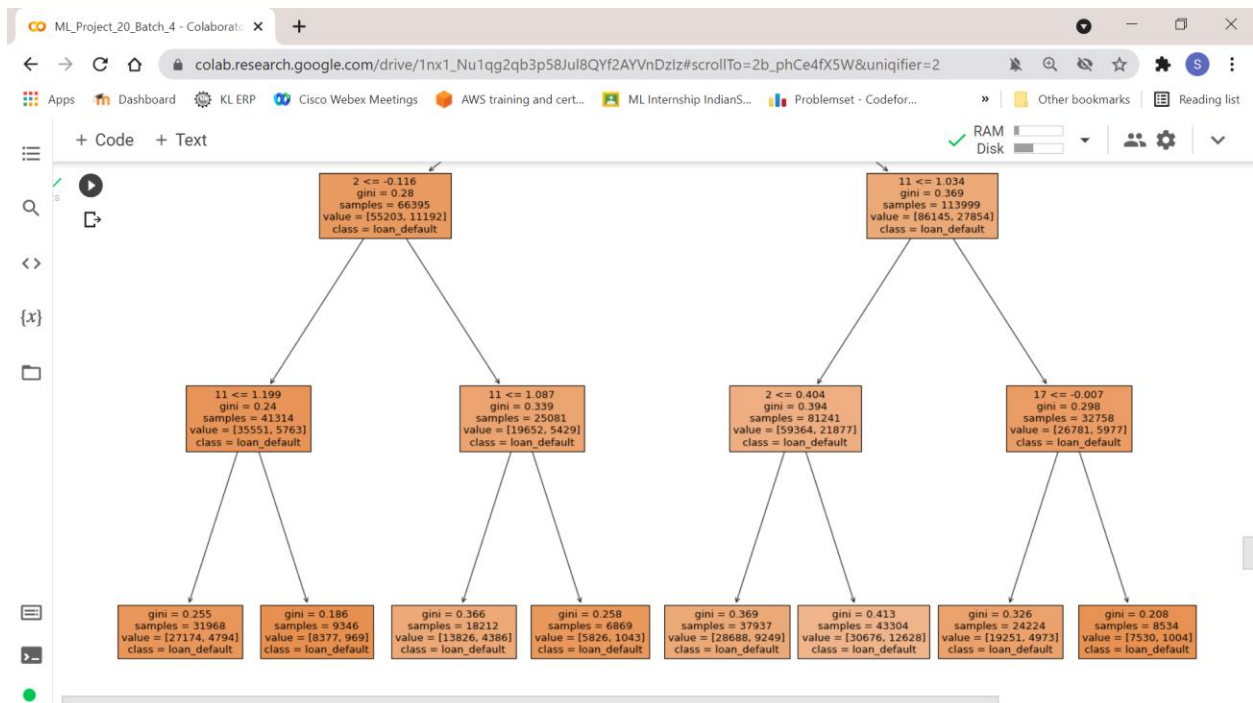 ML_Project_20_Batch_4 - Colaborato
colab.research.google.com/drive/1nx1_Nu1qg2qb3p58JuI8QYf2AYVnDzIz#scrollTo=2b_phCe4fX5W&uniqifier=2
S
Apps Dashboard KL ERP Cisco Webex Meetings AWS training and cert... ML Internship IndianS... Problemset - Codefor... » Other bookmarks Reading list
+ Code + Text
RAM
Disk
2 <= -0.116
gini = 0.28
samples = 66395
value = [55203, 11192]
class = loan_default
11 <= 1.034
gini = 0.369
samples = 113999
value = [86145, 27854]
class = loan_default
11 <= 1.199
gini = 0.24
samples = 41314
value = [35551, 5763]
class = loan_default
11 <= 1.087
gini = 0.339
samples = 25081
value = [19652, 5429]
class = loan_default
2 <= 0.404
gini = 0.394
samples = 81241
value = [59364, 21877]
class = loan_default
17 <= -0.007
gini = 0.298
samples = 32758
value = [26781, 5977]
class = loan_default
gini = 0.255
samples = 31968
value = [27174, 4794]
class = loan_default
gini = 0.186
samples = 9346
value = [8377, 969]
class = loan_default
gini = 0.366
samples = 18212
value = [13826, 4386]
class = loan_default
gini = 0.258
samples = 6869
value = [5826, 1043]
class = loan_default
gini = 0.369
samples = 37937
value = [28688, 9249]
class = loan_default
gini = 0.413
samples = 43304
value = [30676, 12628]
class = loan_default
gini = 0.326
samples = 24224
value = [19251, 4973]
class = loan_default
gini = 0.208
samples = 8534
value = [7530, 1004]
class = loan_default